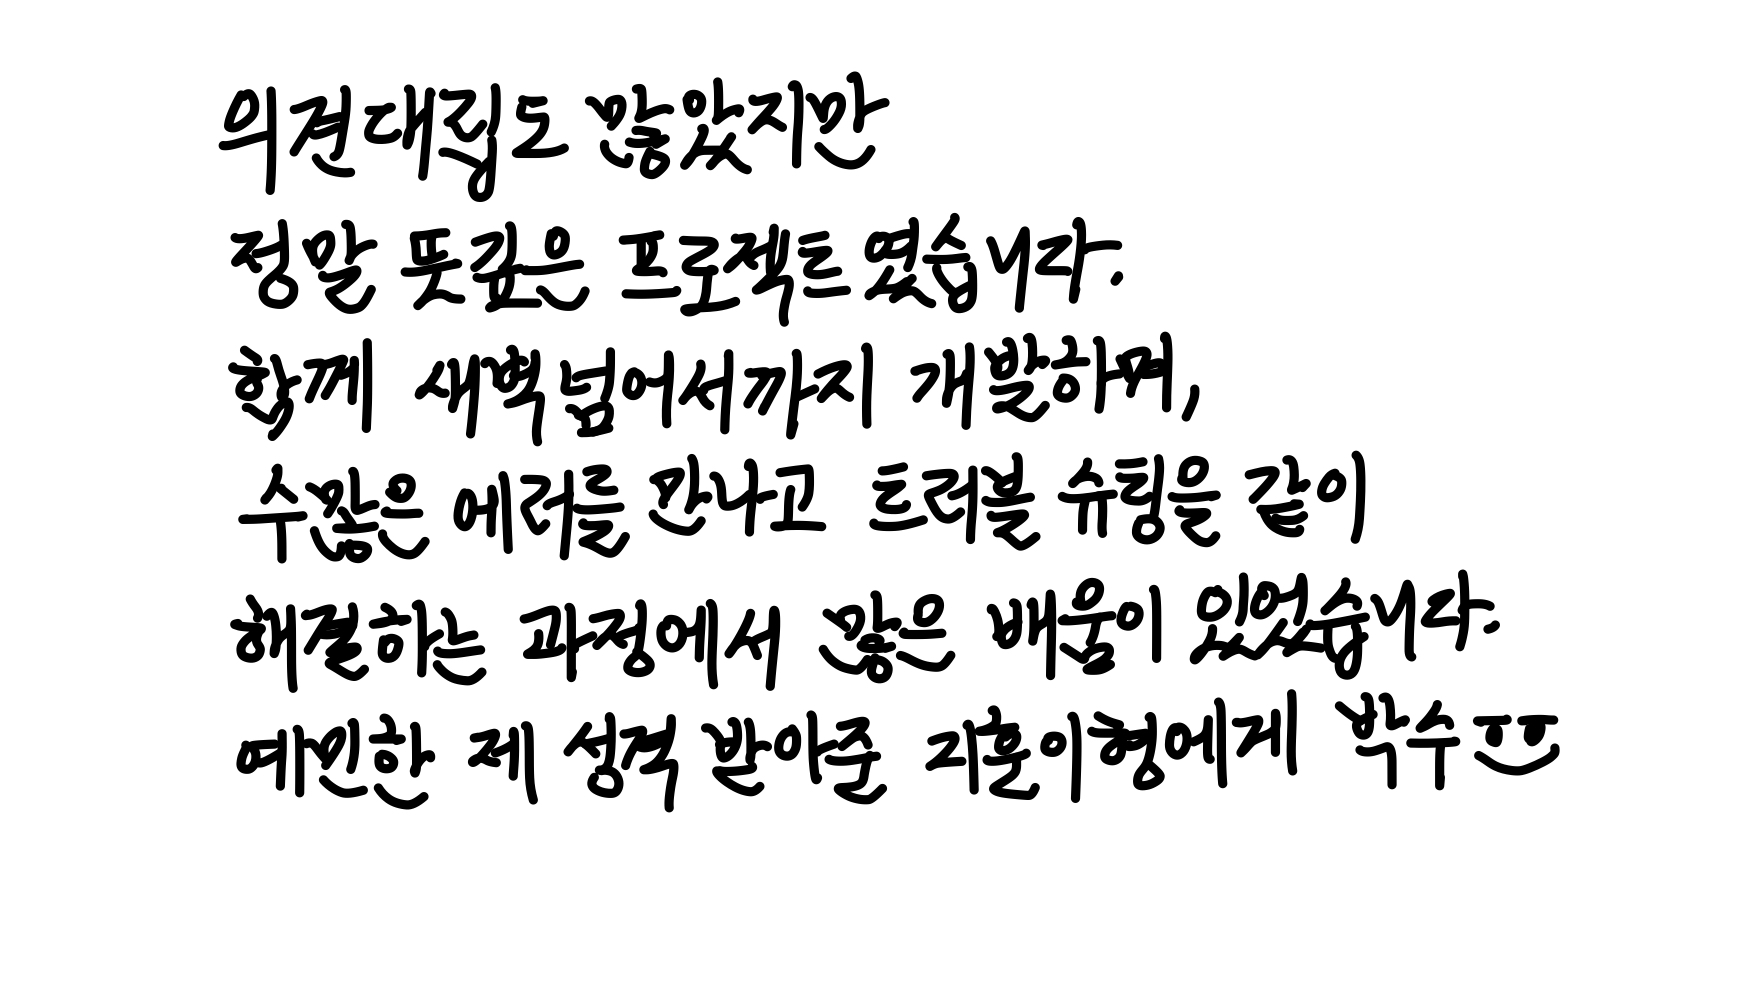 의견대립도 많았지만
정말 뜻깊은 프로젝트였습니다.
함께 새벽넘어서까지 개발하며,
수많은 에러를 만나고 트러블 슈팅을 같이
해결하는 과정에서 많은 배움이 있었습니다.
예민한 제 성격 받아준 지훈이형에게 박수